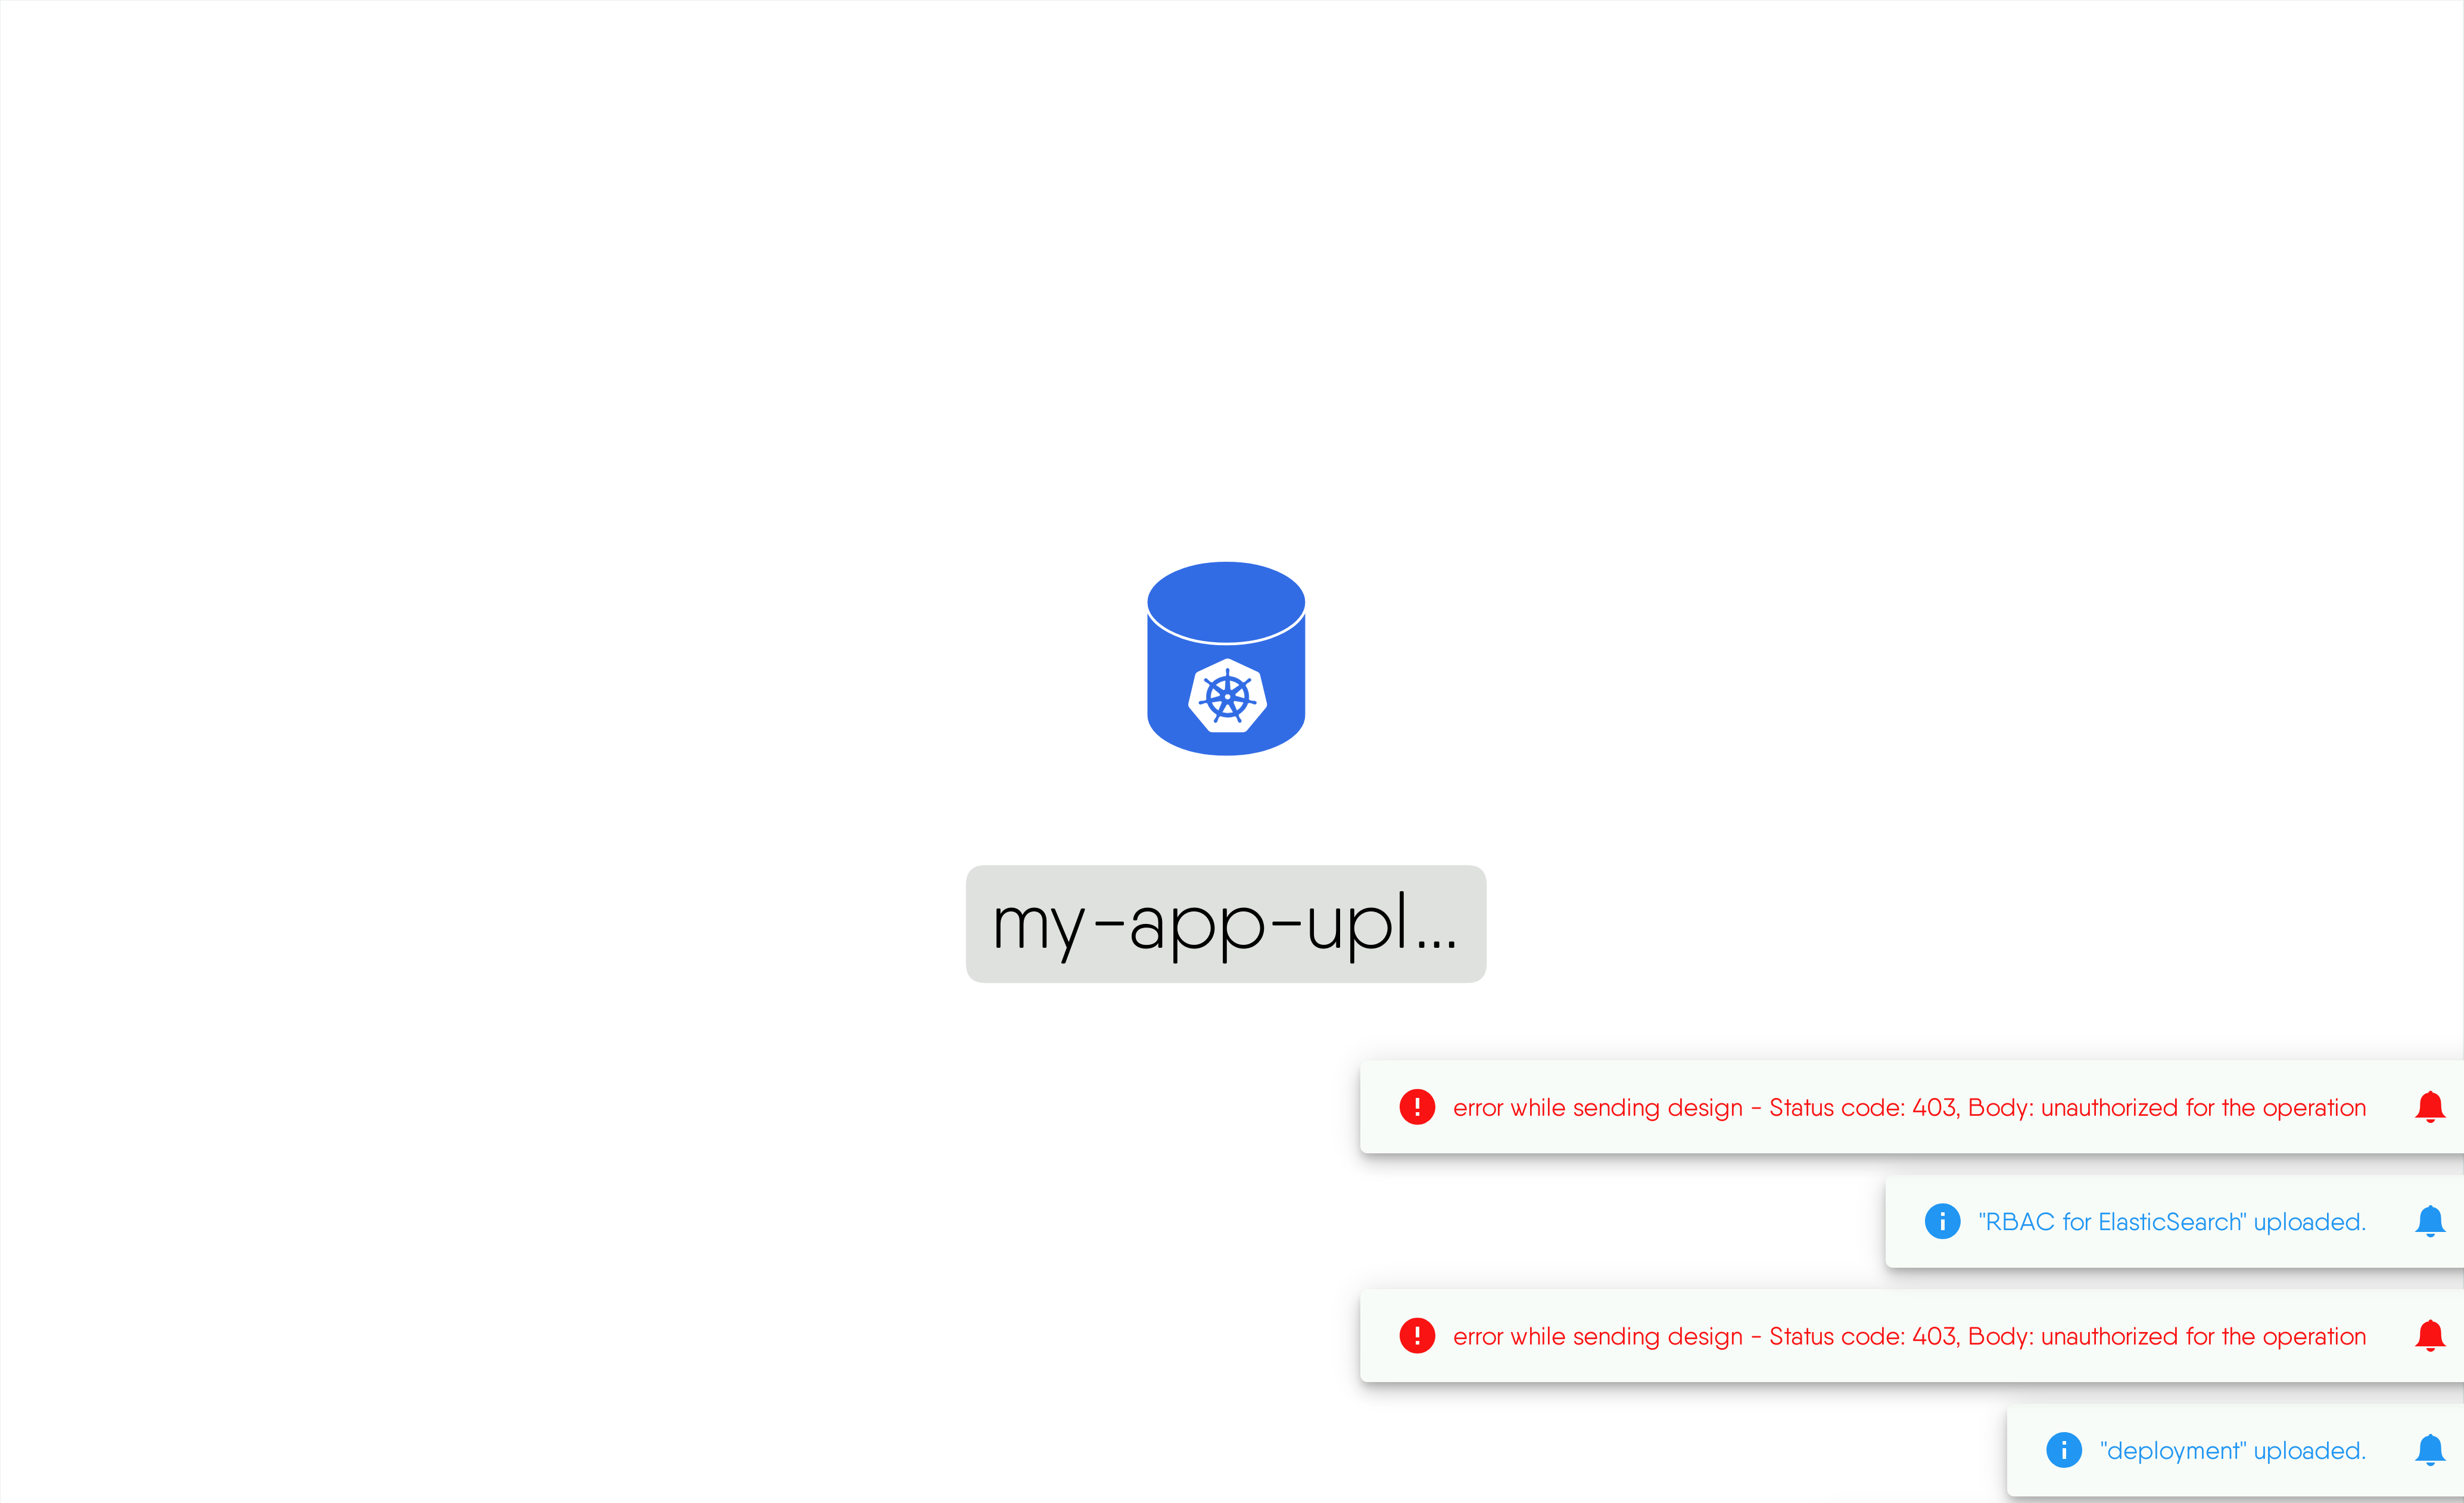 my-app-upl...
error while sending design - Status code: 403, Body: unauthorized for the operation
"RBAC for ElasticSearch" uploaded.
error while sending design - Status code: 403, Body: unauthorized for the operation
"deployment" uploaded.